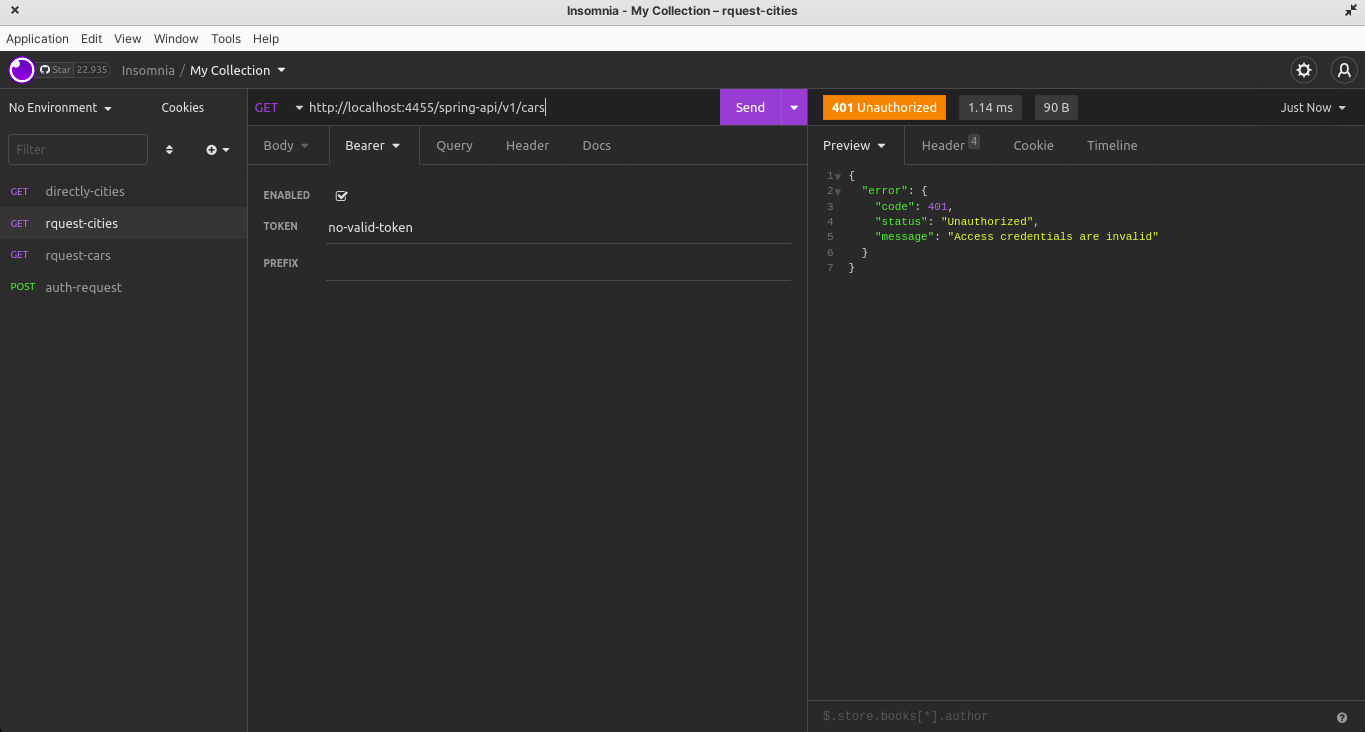 Insomnia - My Collection – rquest-cities
Application Edit View Window Tools Help
Star 22.935 Insomnia / My Collection
No Environment Cookies
GET http://localhost:4455/spring-api/v1/cars Send
401 Unauthorized 1.14 ms 90 B Just Now
Filter
GET directly-cities
GET rquest-cities
GET rquest-cars
POST auth-request
Body Bearer Query Header Docs
ENABLED
TOKEN no-valid-token
PREFIX
Preview Header 4 Cookie Timeline
1 {
2 "error": {
3 "code": 401,
4 "status": "Unauthorized",
5 "message": "Access credentials are invalid"
6 }
7 }
$.store.books[*].author